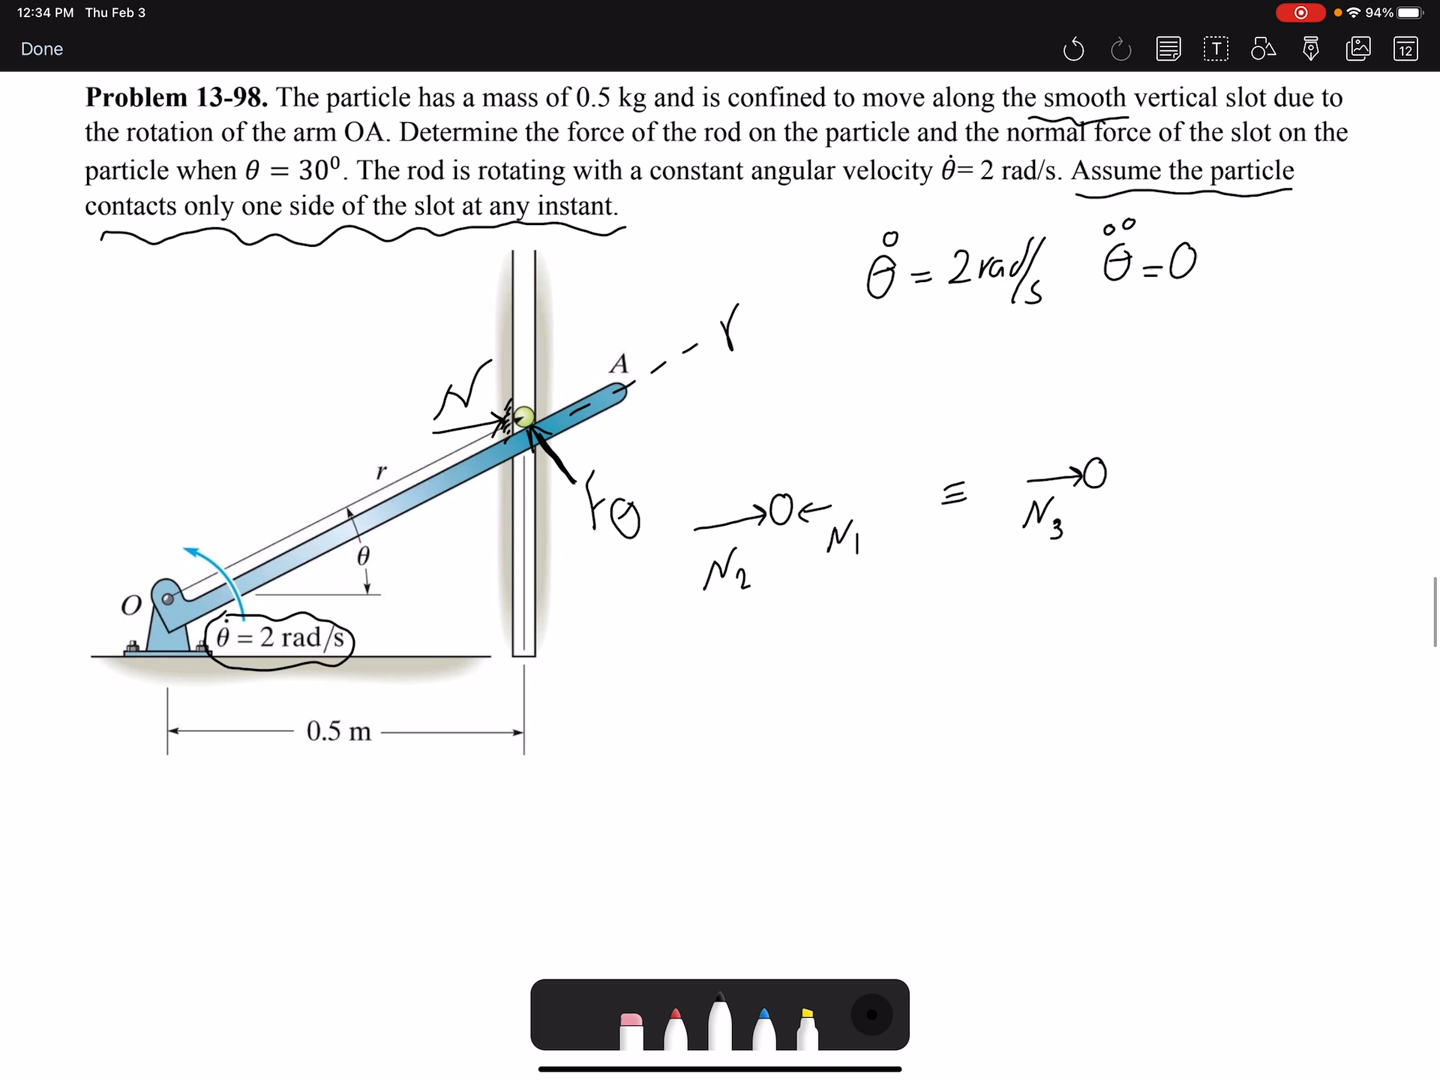 12:34 PM Thu Feb 3
94%
Done
T
12
Problem 13-98. The particle has a mass of 0.5 kg and is confined to move along the smooth vertical slot due to
the rotation of the arm OA. Determine the force of the rod on the particle and the normal force of the slot on the
particle when θ = 30⁰. The rod is rotating with a constant angular velocity θ̇= 2 rad/s. Assume the particle
contacts only one side of the slot at any instant.
θ̇ = 2 rad/s θ̈ = 0
r
A
N
r
Fθ
N₂ N₁ ≡ N₃
θ
O
θ̇ = 2 rad/s
0.5 m